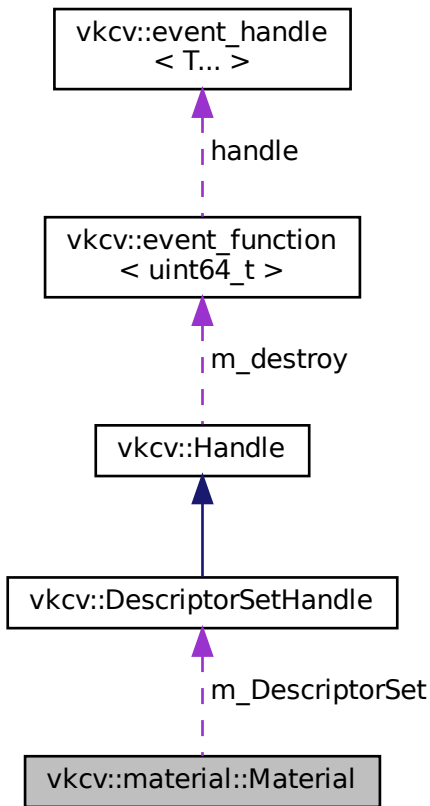 vkcv::event_handle
< T... >
handle
vkcv::event_function
< uint64_t >
m_destroy
vkcv::Handle
vkcv::DescriptorSetHandle
m_DescriptorSet
vkcv::material::Material